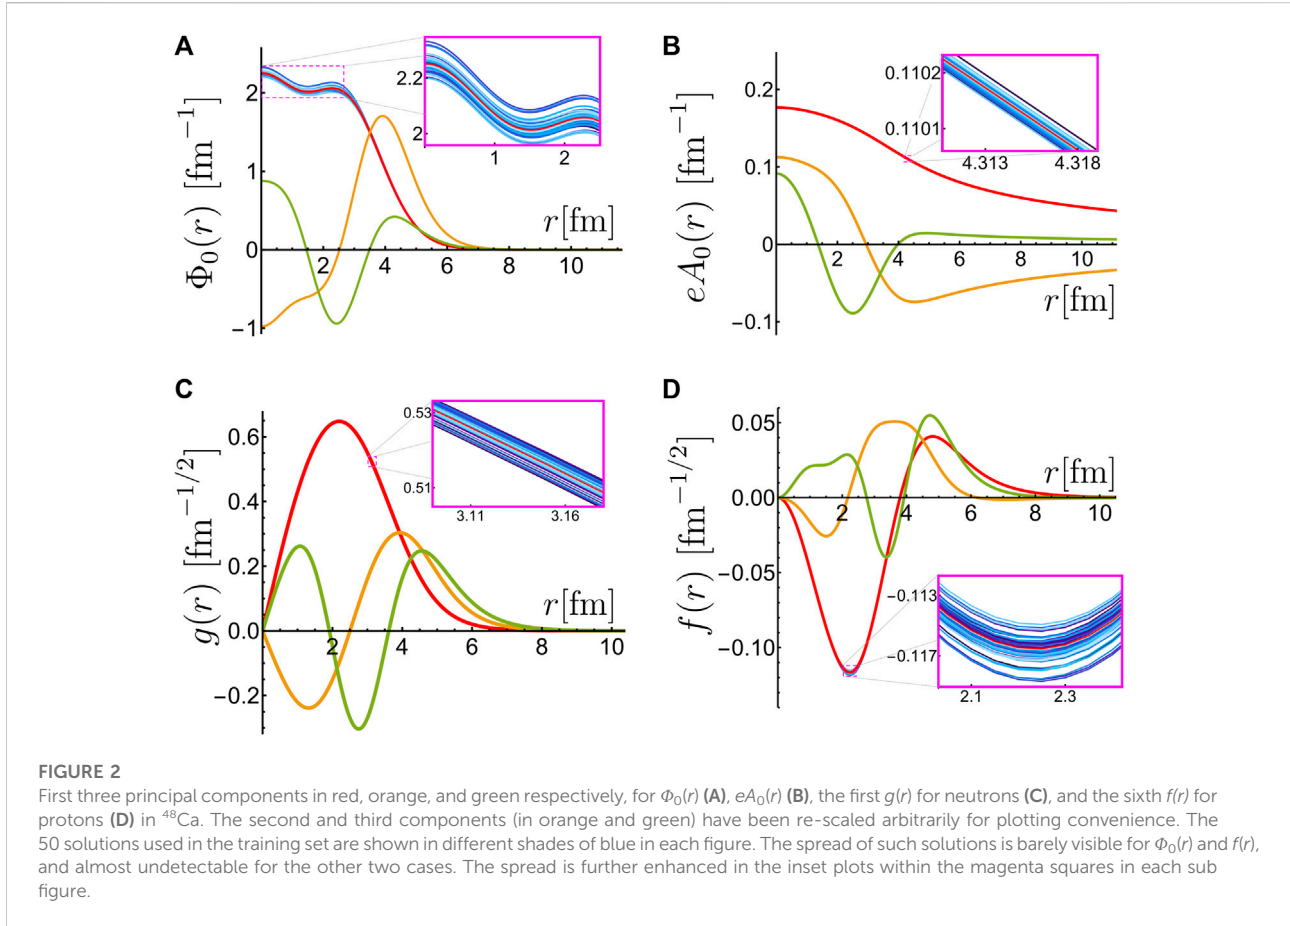 A
Φ₀(r) [fm⁻¹]
2
1
0
−1
2 4 6 8 10
r[fm]
2.2
2
1 2
B
eA₀(r) [fm⁻¹]
0.2
0.1
0
−0.1
2 4 6 8 10
r[fm]
0.1102
0.1101
4.313 4.318
C
g(r) [fm⁻¹/²]
0.6
0.4
0.2
0.0
−0.2
2 4 6 8 10
r[fm]
0.53
0.51
3.11 3.16
D
f(r) [fm⁻¹/²]
0.05
0.00
−0.05
−0.10
2 4 6 8 10
r[fm]
−0.113
−0.117
2.1 2.3
FIGURE 2
First three principal components in red, orange, and green respectively, for Φ₀(r) (A), eA₀(r) (B), the first g(r) for neutrons (C), and the sixth f(r) for
protons (D) in ⁴⁸Ca. The second and third components (in orange and green) have been re-scaled arbitrarily for plotting convenience. The
50 solutions used in the training set are shown in different shades of blue in each figure. The spread of such solutions is barely visible for Φ₀(r) and f(r),
and almost undetectable for the other two cases. The spread is further enhanced in the inset plots within the magenta squares in each sub
figure.